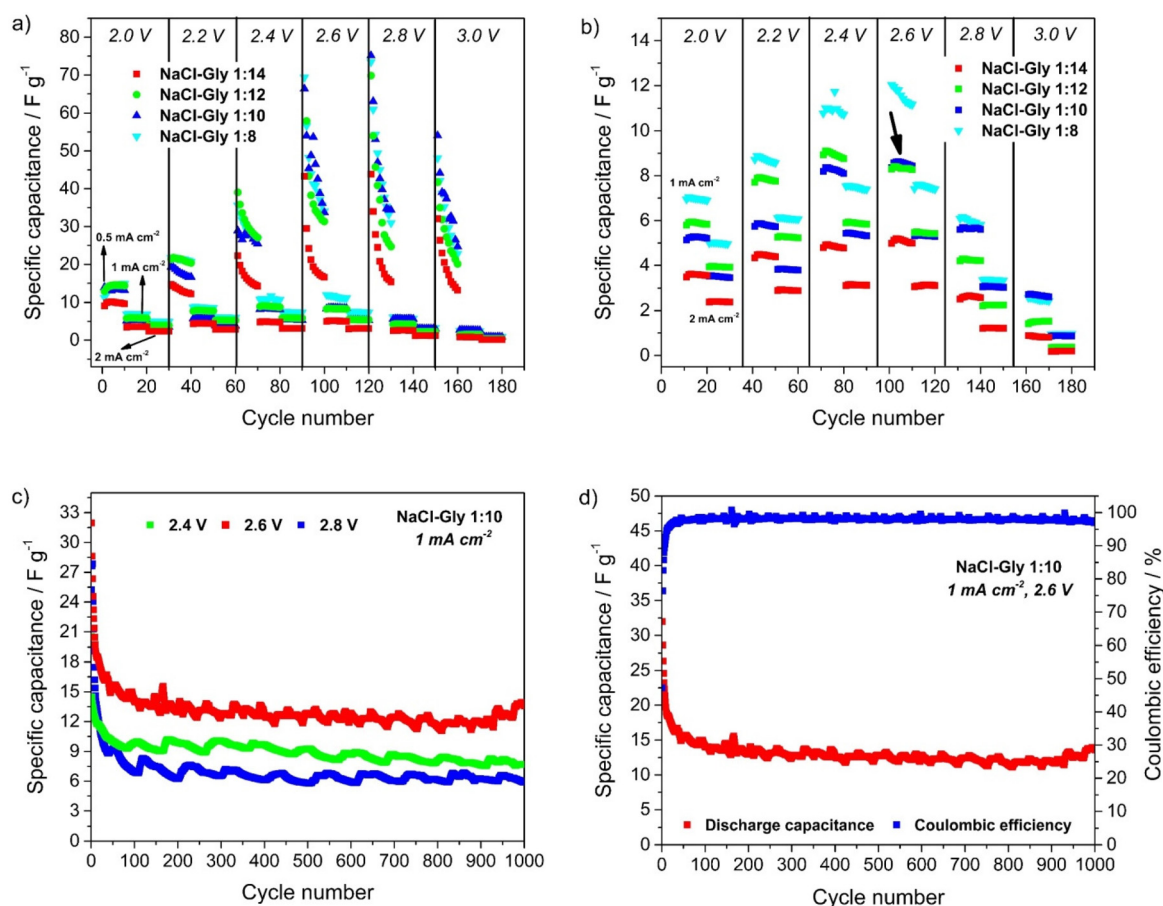 a)
2.0 V 2.2 V 2.4 V 2.6 V 2.8 V 3.0 V
80
70
60
50
40
30
20
10
0
NaCl-Gly 1:14
NaCl-Gly 1:12
NaCl-Gly 1:10
NaCl-Gly 1:8
0.5 mA cm⁻²
1 mA cm⁻²
2 mA cm⁻²
Specific capacitance / F g⁻¹
0 20 40 60 80 100 120 140 160 180
Cycle number
b)
2.0 V 2.2 V 2.4 V 2.6 V 2.8 V 3.0 V
14
12
10
8
6
4
2
0
NaCl-Gly 1:14
NaCl-Gly 1:12
NaCl-Gly 1:10
NaCl-Gly 1:8
1 mA cm⁻²
2 mA cm⁻²
Specific capacitance / F g⁻¹
0 20 40 60 80 100 120 140 160 180
Cycle number
c)
33
30
27
24
21
18
15
12
9
6
3
0
2.4 V 2.6 V 2.8 V
NaCl-Gly 1:10
1 mA cm⁻²
Specific capacitance / F g⁻¹
0 100 200 300 400 500 600 700 800 900 1000
Cycle number
d)
50
45
40
35
30
25
20
15
10
5
0
NaCl-Gly 1:10
1 mA cm⁻², 2.6 V
Discharge capacitance Coulombic efficiency
Specific capacitance / F g⁻¹
100
90
80
70
60
50
40
30
20
10
0
Coulombic efficiency / %
0 100 200 300 400 500 600 700 800 900 1000
Cycle number